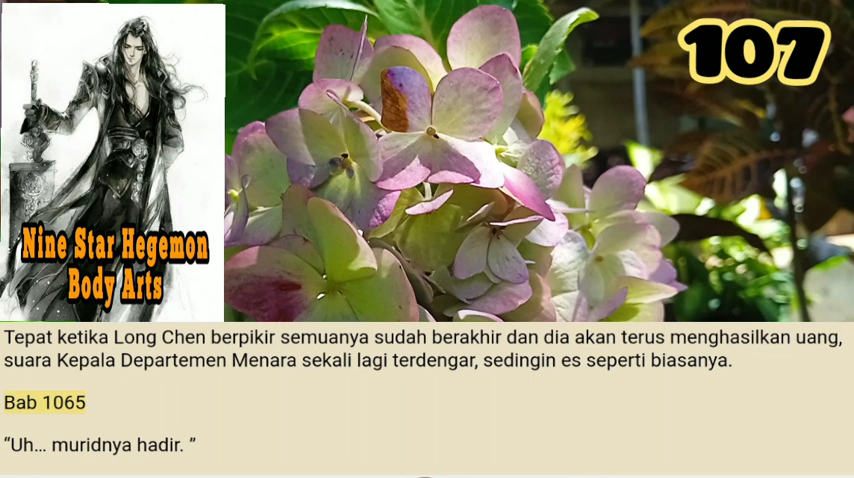 107
Nine Star Hegemon
Body Arts
Tepat ketika Long Chen berpikir semuanya sudah berakhir dan dia akan terus menghasilkan uang,
suara Kepala Departemen Menara sekali lagi terdengar, sedingin es seperti biasanya.
Bab 1065
“Uh… muridnya hadir. ”